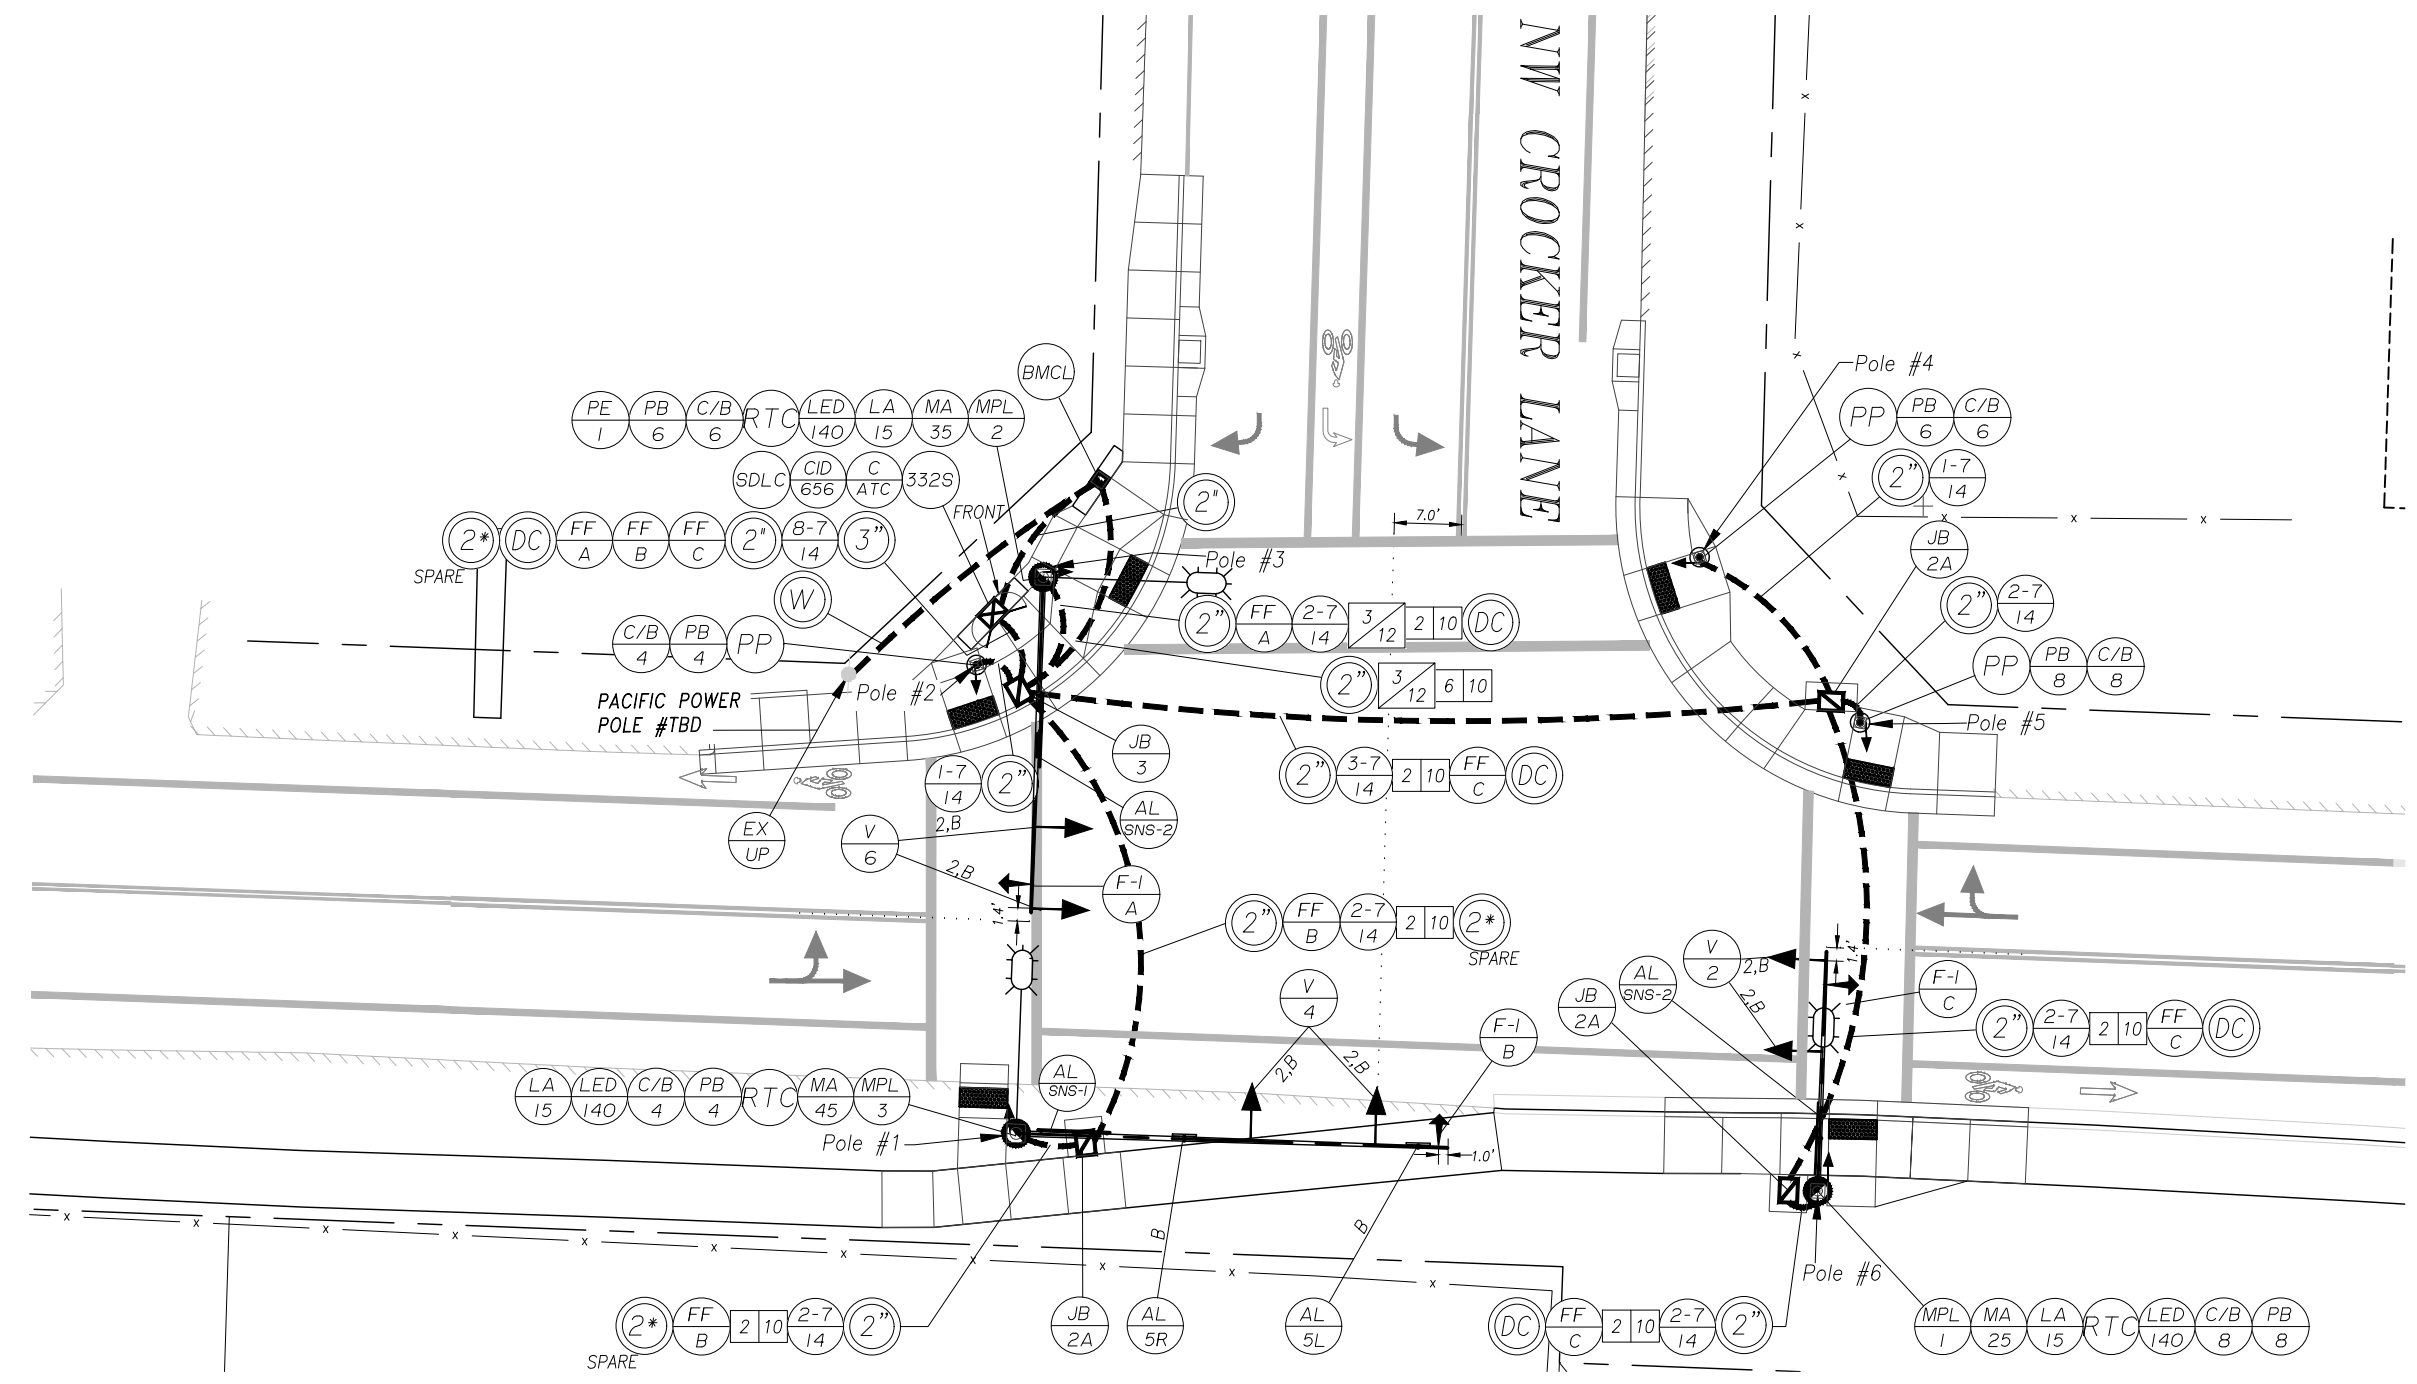 NW CROCKER LANE
BMCL
PE 1 PB 6 C/B 6 RTC LED 140 LA 15 MA 35 MPL 2
SDLC CID 656 C ATC 332S
FRONT
2"
2* DC FF A FF B FF C 2" 8-7 14 3"
SPARE
W
C/B 4 PB 4 PP
Pole #2
PACIFIC POWER
POLE #TBD
EX UP
Pole #3
7.0'
2" FF A 2-7 14 3 12 2 10 DC
2" 3 12 6 10
Pole #4
PP PB 6 C/B 6
2" 1-7 14
JB 2A
2" 2-7 14
PP PB 8 C/B 8
Pole #5
JB 3
1-7 14 2"
AL SNS-2
2" 3-7 14 2 10 FF C DC
V 6
2,B
2,B
1.4'
F-1 A
2" FF B 2-7 14 2 10 2*
SPARE
V 4
2,B
2,B
F-1 B
JB 2A
AL SNS-2
V 2
2,B
2,B
1.4'
F-1 C
2" 2-7 14 2 10 FF C DC
LA 15 LED 140 C/B 4 PB 4 RTC MA 45 MPL 3
AL SNS-1
Pole #1
1.0'
B
B
Pole #6
2* FF B 2 10 2-7 14 2"
SPARE
JB 2A
AL 5R
AL 5L
DC FF C 2 10 2-7 14 2"
MPL 1 MA 25 LA 15 RTC LED 140 C/B 8 PB 8
x x x x x x x x x x x
x x x x x x x x